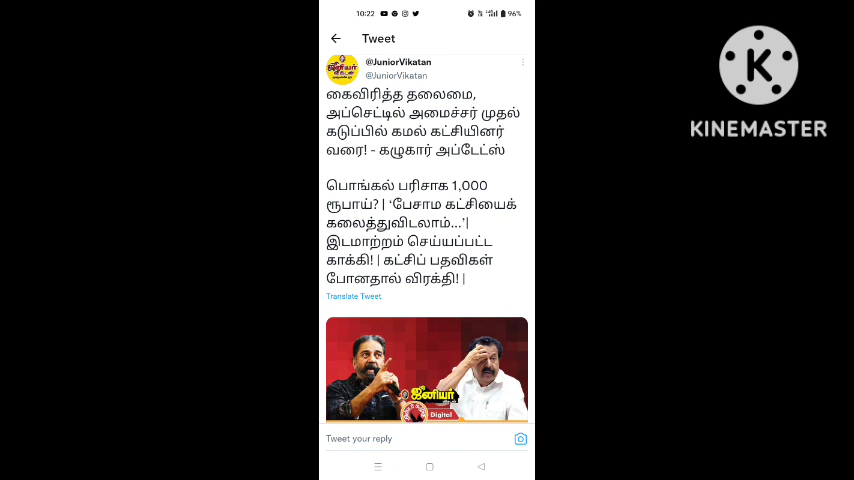 10:22
96%
Tweet
@JuniorVikatan
@JuniorVikatan
கைவிரித்த தலைமை,
அப்செட்டில் அமைச்சர் முதல்
கடுப்பில் கமல் கட்சியினர்
வரை! - கழுகார் அப்டேட்ஸ்
பொங்கல் பரிசாக 1,000
ரூபாய்? | ‘பேசாம கட்சியைக்
கலைத்துவிடலாம்...’|
இடமாற்றம் செய்யப்பட்ட
காக்கி! | கட்சிப் பதவிகள்
போனதால் விரக்தி! |
Translate Tweet
ஜூனியர்
Digital
Tweet your reply
K
KINEMASTER